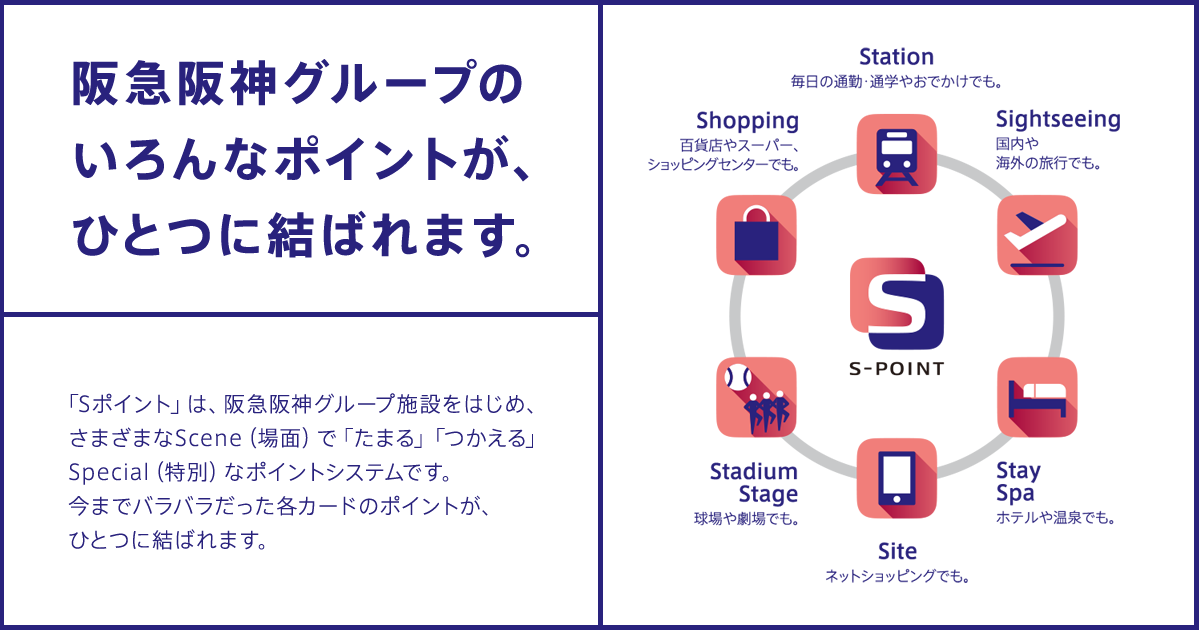 阪急阪神グループの
いろんなポイントが、
ひとつに結ばれます。
「Sポイント」は、阪急阪神グループ施設をはじめ、
さまざまなScene（場面）で「たまる」「つかえる」
Special（特別）なポイントシステムです。
今までバラバラだった各カードのポイントが、
ひとつに結ばれます。
Station
毎日の通勤・通学やおでかけでも。
Shopping
百貨店やスーパー、
ショッピングセンターでも。
Sightseeing
国内や
海外の旅行でも。
S
S-POINT
Stadium
Stage
球場や劇場でも。
Stay
Spa
ホテルや温泉でも。
Site
ネットショッピングでも。